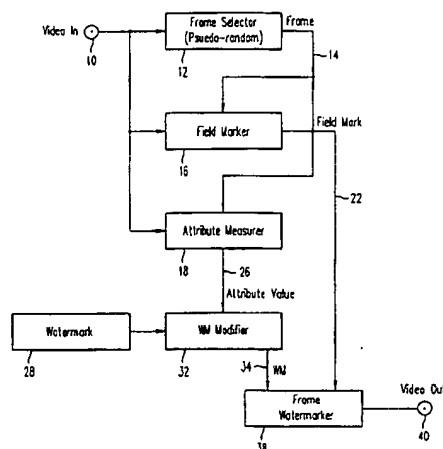 Video In
10
Frame Selector
(Psuedo-random)
12
Frame
14
Field Marker
16
Field Mark
22
Attribute Measurer
18
26
Attribute Value
Watermark
28
WM Modifier
32
34
WM
Frame
Watermarker
38
Video Out
40